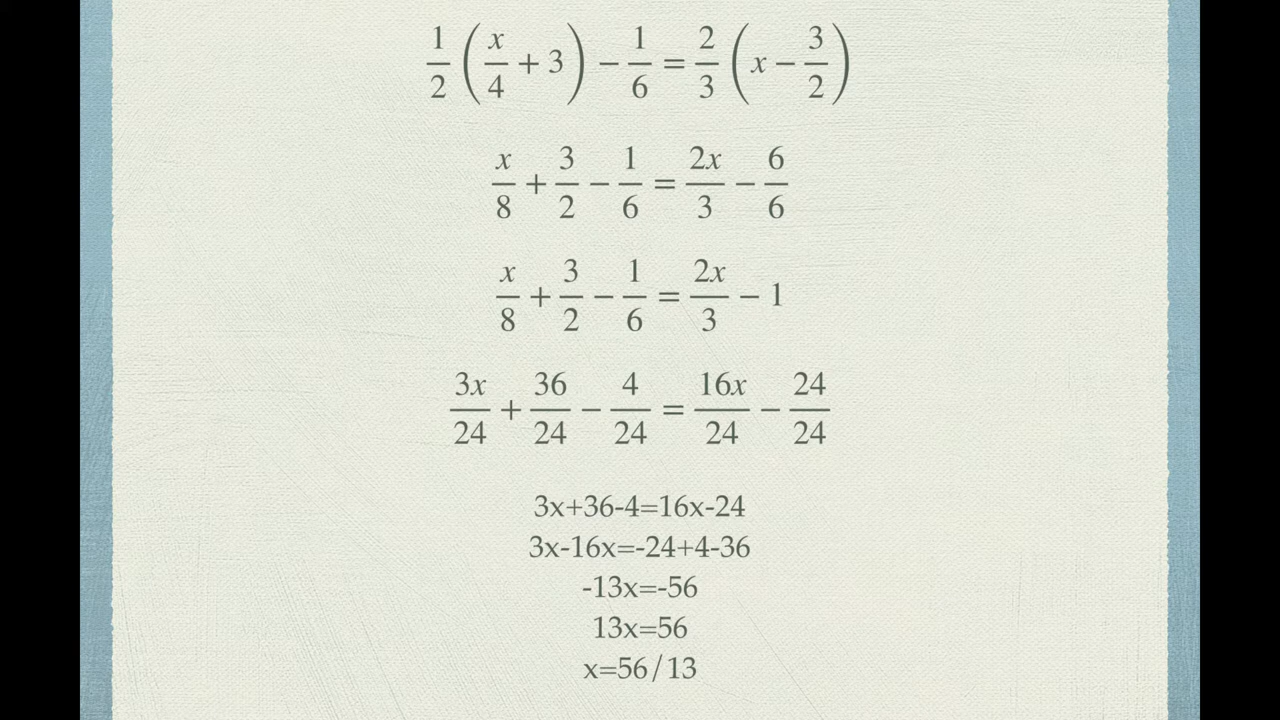 1/2 (x/4 + 3) − 1/6 = 2/3 (x − 3/2)
x/8 + 3/2 − 1/6 = 2x/3 − 6/6
x/8 + 3/2 − 1/6 = 2x/3 − 1
3x/24 + 36/24 − 4/24 = 16x/24 − 24/24
3x+36-4=16x-24
3x-16x=-24+4-36
-13x=-56
13x=56
x=56/13